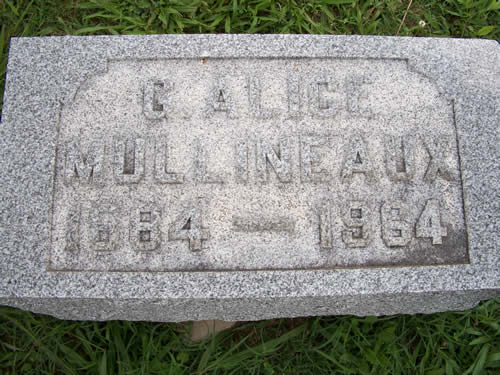 C. ALICE
MULLINEAUX
1884 — 1964